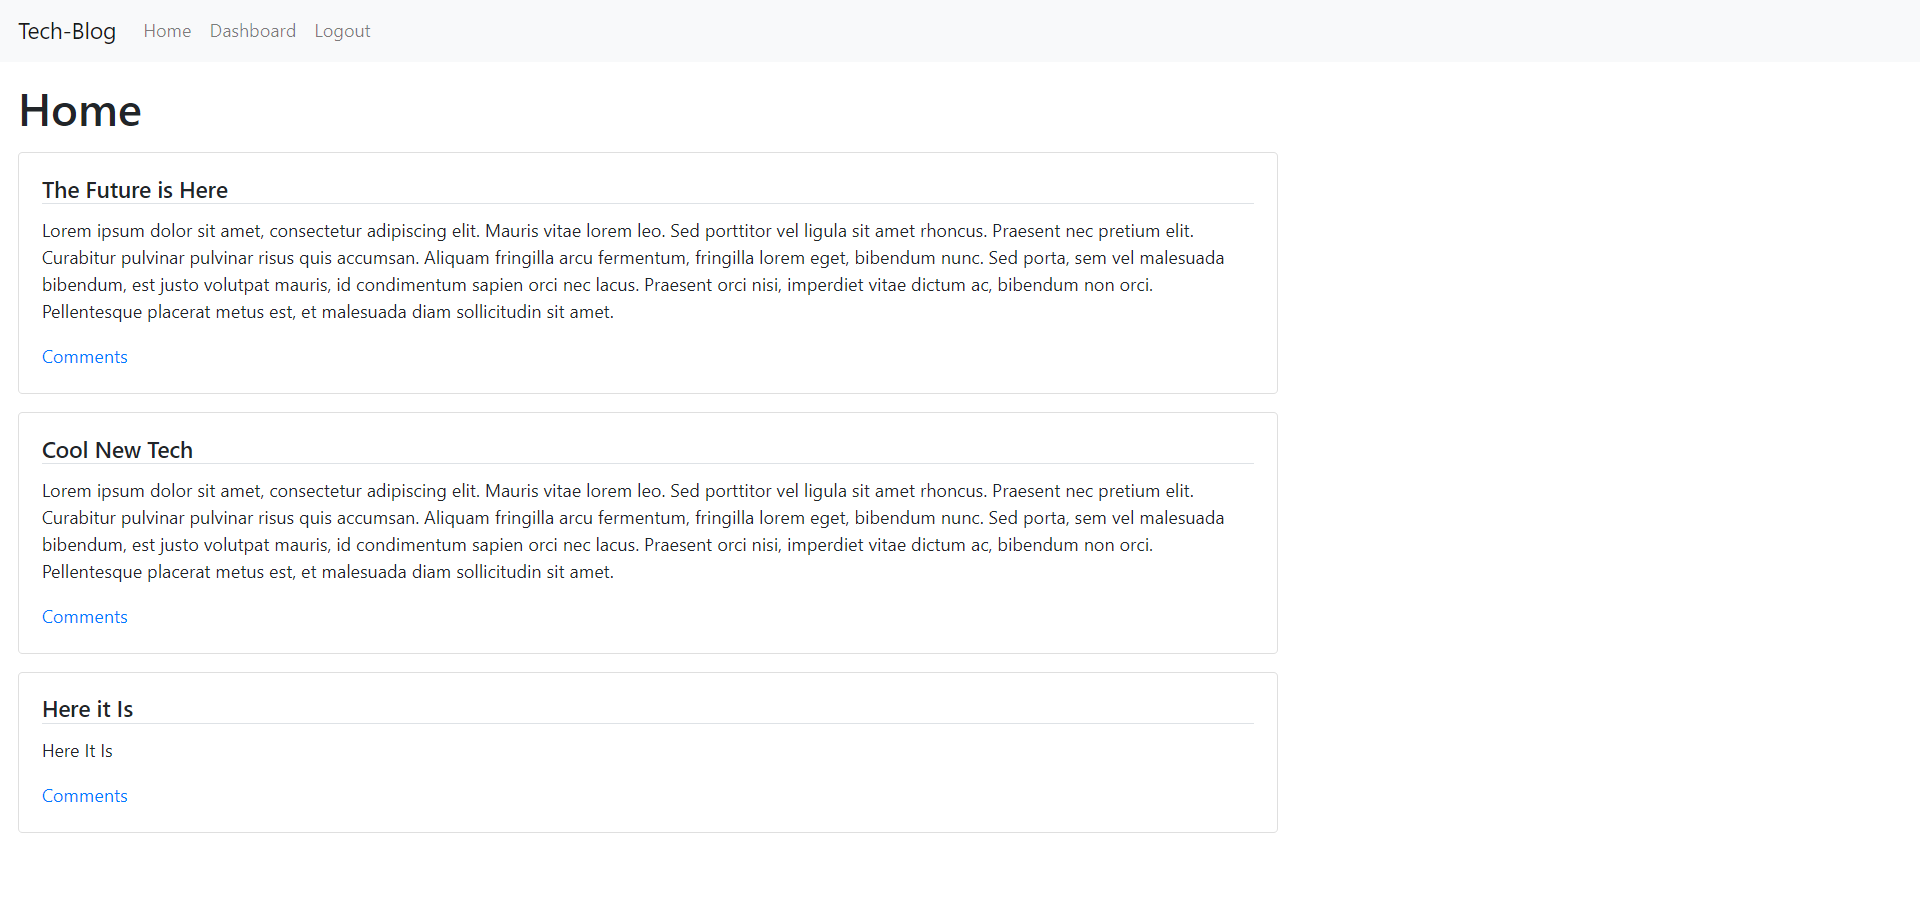 Tech-Blog Home Dashboard Logout
Home
The Future is Here
Lorem ipsum dolor sit amet, consectetur adipiscing elit. Mauris vitae lorem leo. Sed porttitor vel ligula sit amet rhoncus. Praesent nec pretium elit.
Curabitur pulvinar pulvinar risus quis accumsan. Aliquam fringilla arcu fermentum, fringilla lorem eget, bibendum nunc. Sed porta, sem vel malesuada
bibendum, est justo volutpat mauris, id condimentum sapien orci nec lacus. Praesent orci nisi, imperdiet vitae dictum ac, bibendum non orci.
Pellentesque placerat metus est, et malesuada diam sollicitudin sit amet.
Comments
Cool New Tech
Lorem ipsum dolor sit amet, consectetur adipiscing elit. Mauris vitae lorem leo. Sed porttitor vel ligula sit amet rhoncus. Praesent nec pretium elit.
Curabitur pulvinar pulvinar risus quis accumsan. Aliquam fringilla arcu fermentum, fringilla lorem eget, bibendum nunc. Sed porta, sem vel malesuada
bibendum, est justo volutpat mauris, id condimentum sapien orci nec lacus. Praesent orci nisi, imperdiet vitae dictum ac, bibendum non orci.
Pellentesque placerat metus est, et malesuada diam sollicitudin sit amet.
Comments
Here it Is
Here It Is
Comments